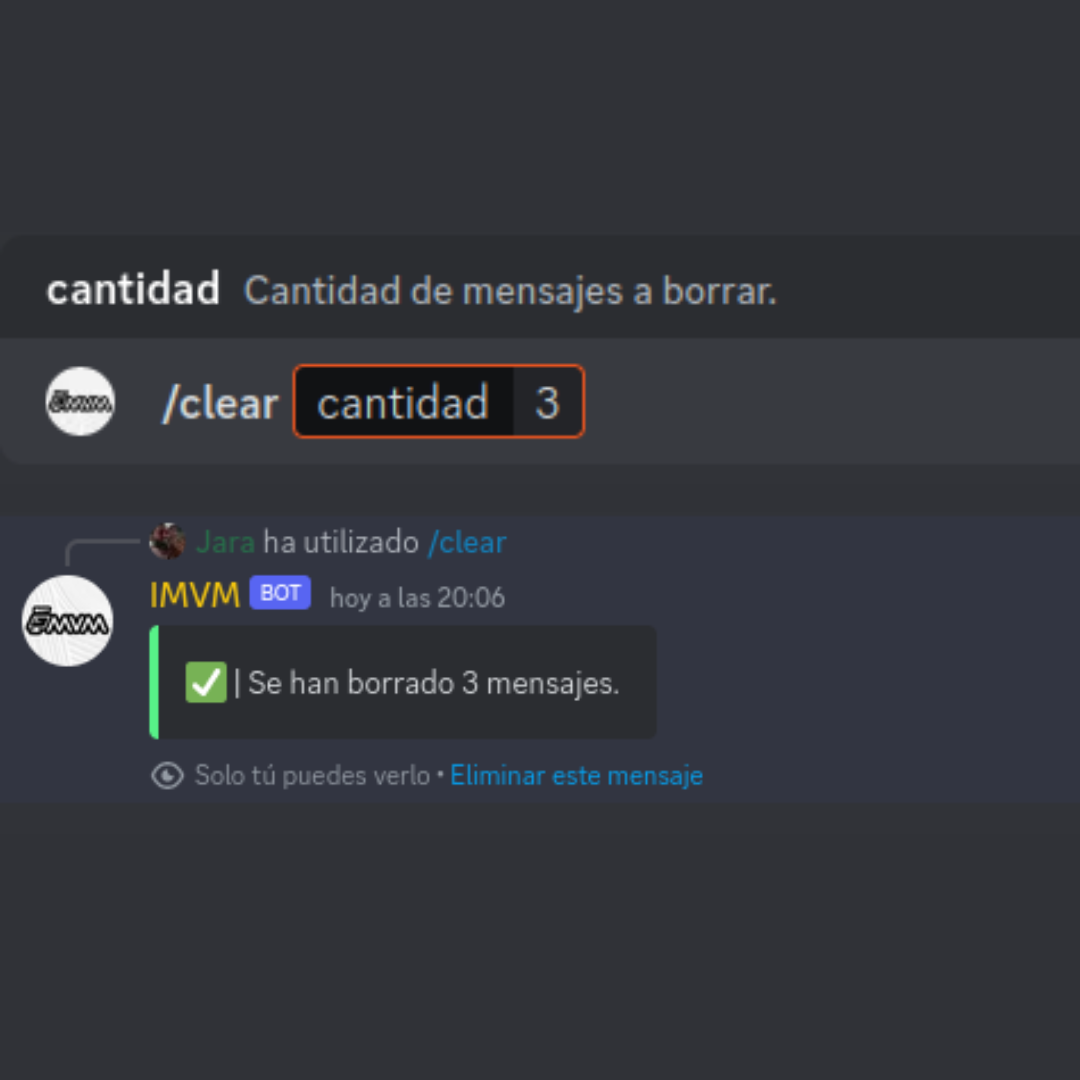 cantidad Cantidad de mensajes a borrar.
/clear cantidad 3
Jara ha utilizado /clear
IMVM BOT hoy a las 20:06
✅ | Se han borrado 3 mensajes.
Solo tú puedes verlo • Eliminar este mensaje